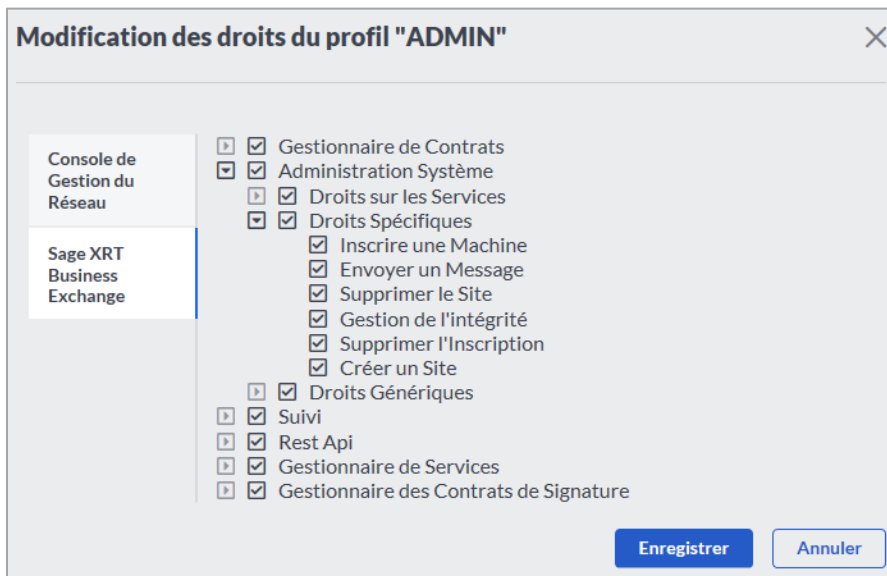 Modification des droits du profil "ADMIN"
Console de
Gestion du
Réseau
Sage XRT
Business
Exchange
Gestionnaire de Contrats
Administration Système
Droits sur les Services
Droits Spécifiques
Inscrire une Machine
Envoyer un Message
Supprimer le Site
Gestion de l'intégrité
Supprimer l'Inscription
Créer un Site
Droits Génériques
Suivi
Rest Api
Gestionnaire de Services
Gestionnaire des Contrats de Signature
Enregistrer
Annuler